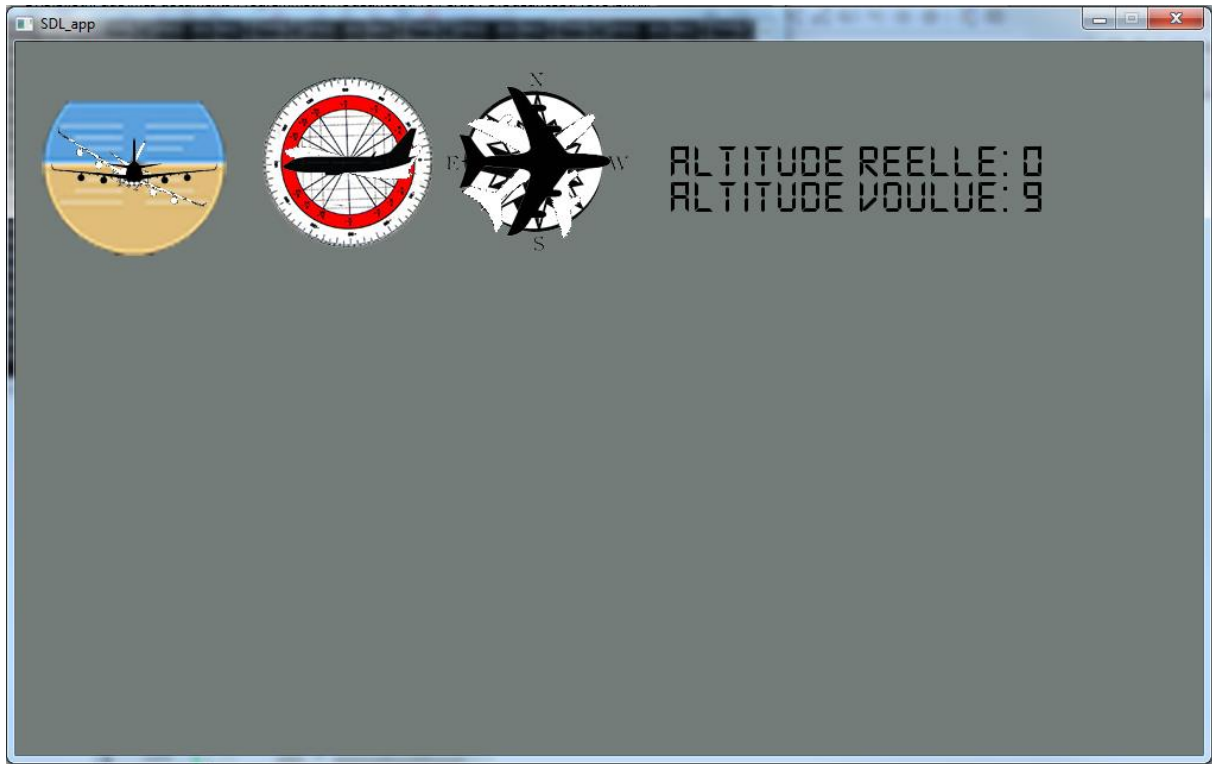 SDL_app
N
E W
S
ALTITUDE REELLE: 0
ALTITUDE VOULUE: 9